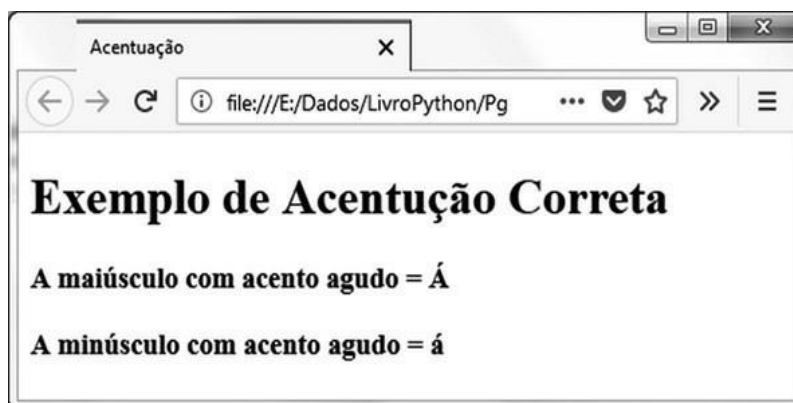 Acentuação
file:///E:/Dados/LivroPython/Pg
Exemplo de Acentução Correta
A maiúsculo com acento agudo = Á
A minúsculo com acento agudo = á